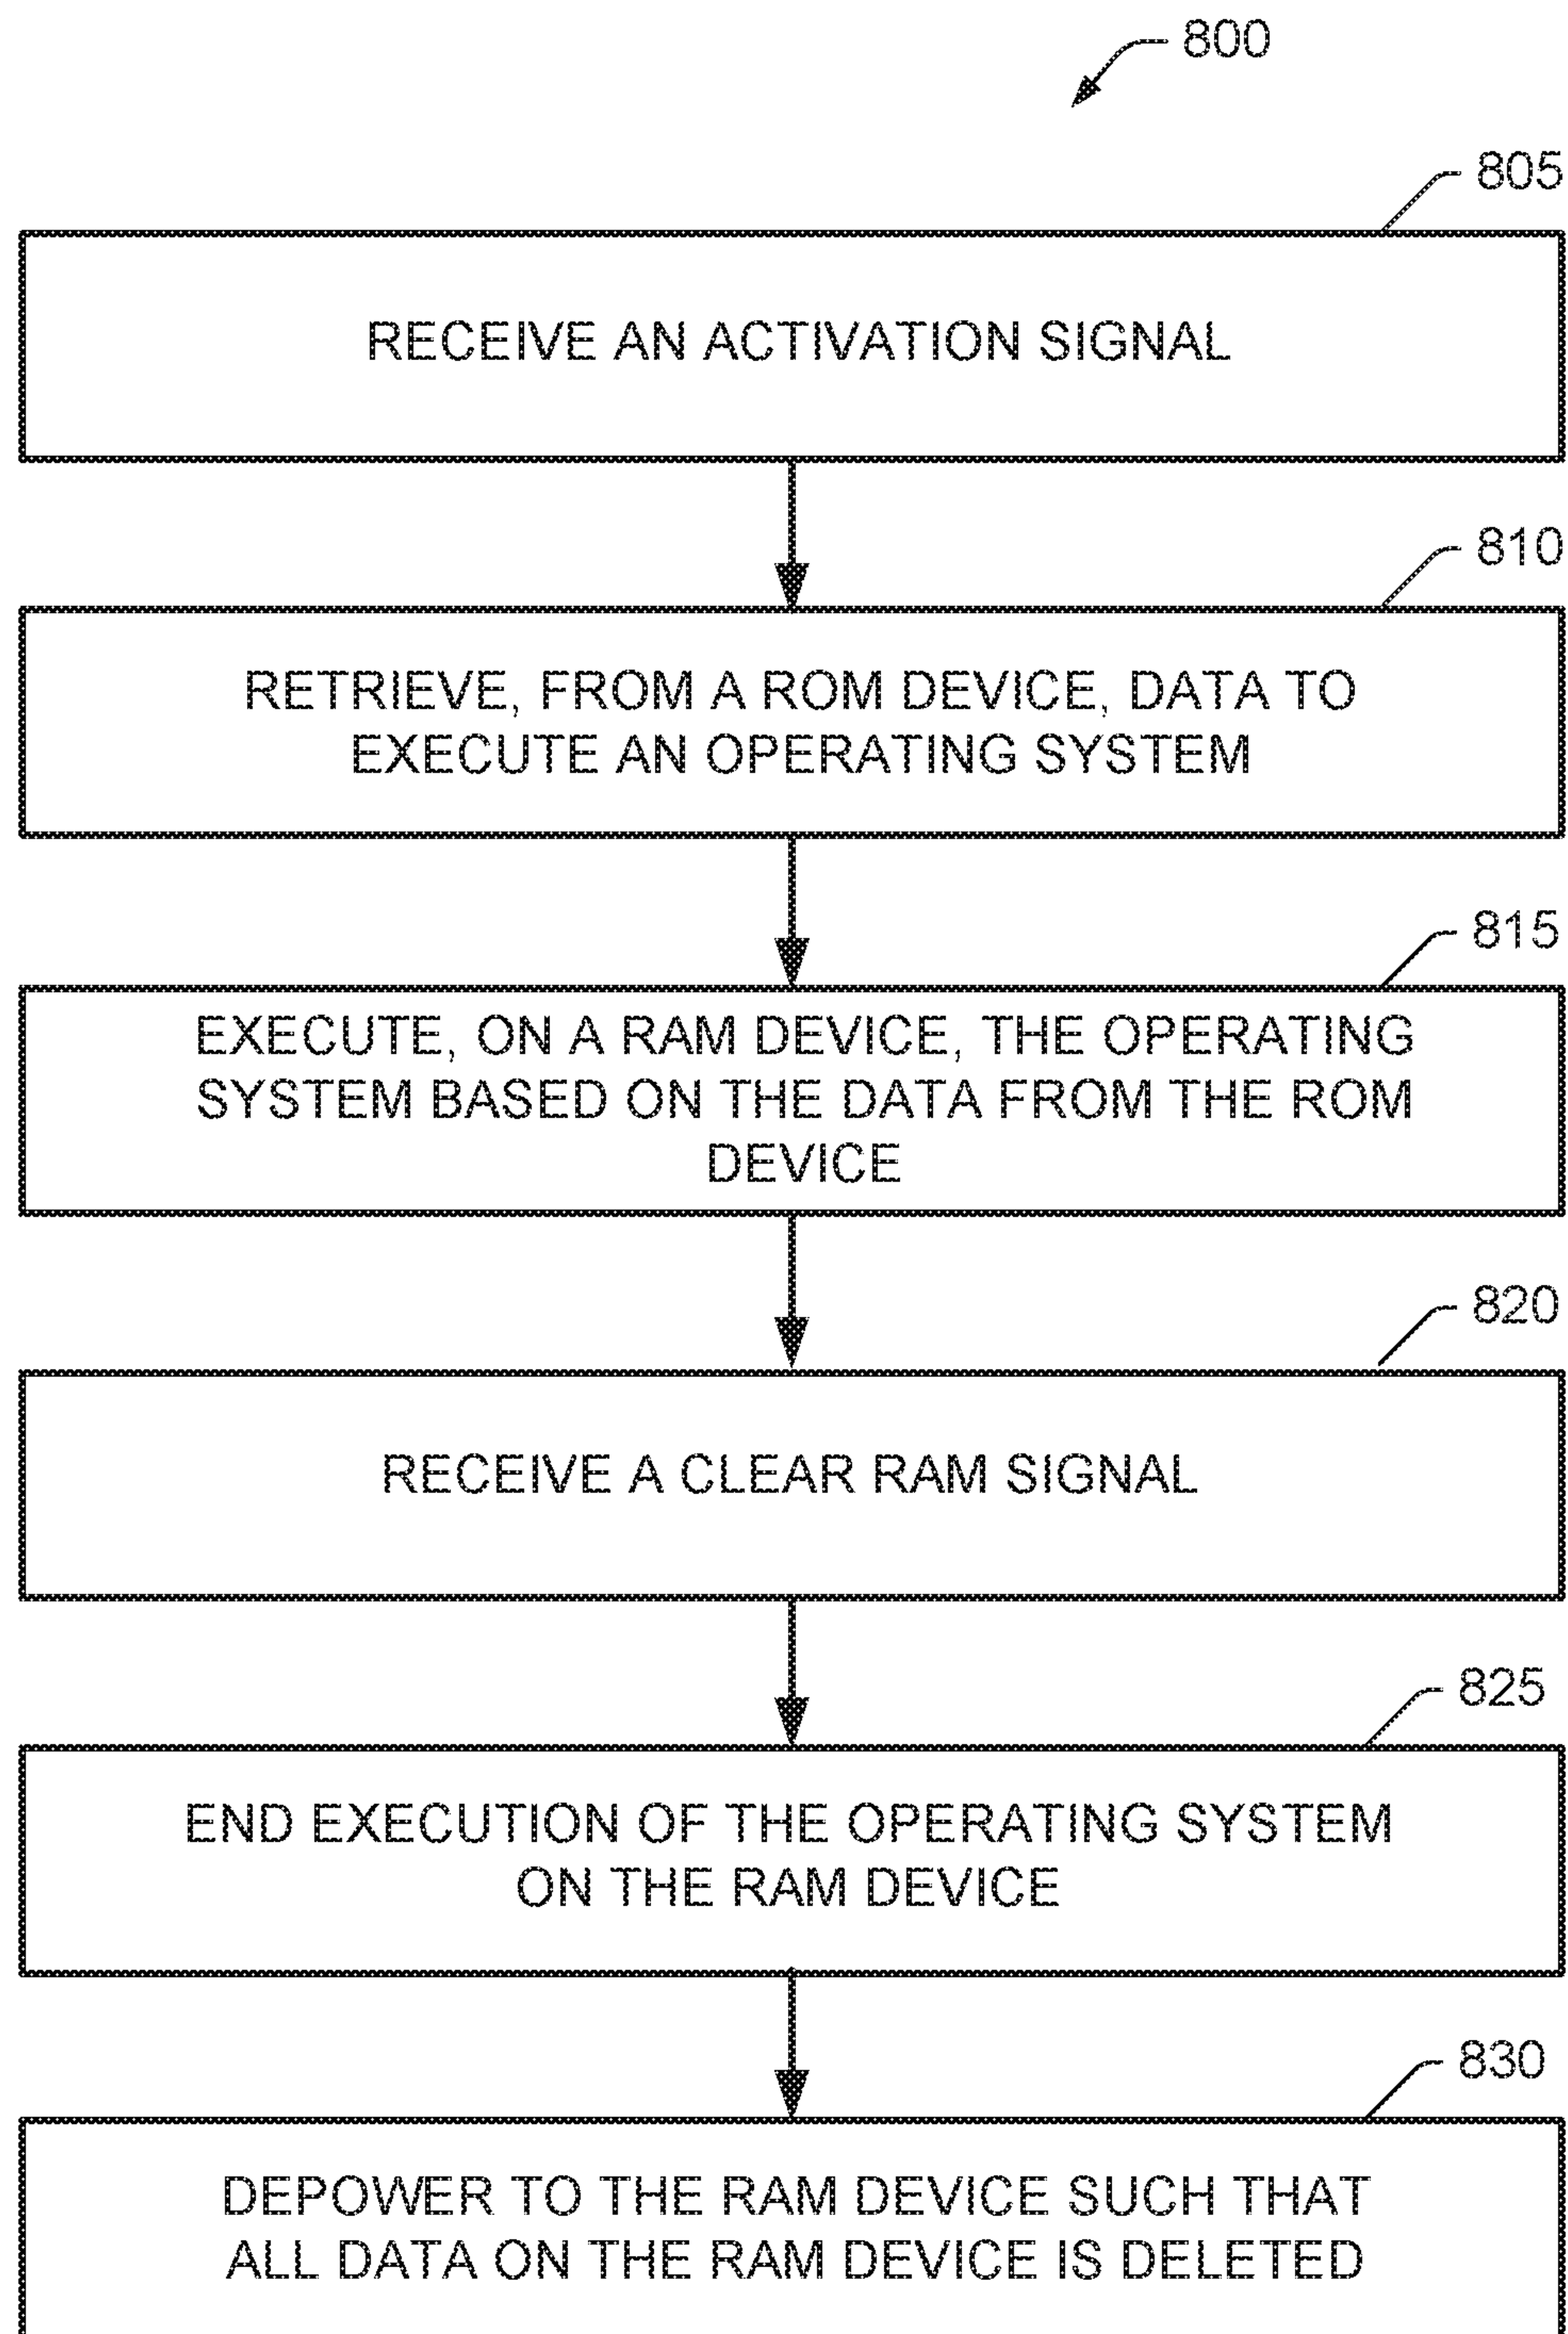 800
805
RECEIVE AN ACTIVATION SIGNAL
810
RETRIEVE, FROM A ROM DEVICE, DATA TO
EXECUTE AN OPERATING SYSTEM
815
EXECUTE, ON A RAM DEVICE, THE OPERATING
SYSTEM BASED ON THE DATA FROM THE ROM
DEVICE
820
RECEIVE A CLEAR RAM SIGNAL
825
END EXECUTION OF THE OPERATING SYSTEM
ON THE RAM DEVICE
830
DEPOWER TO THE RAM DEVICE SUCH THAT
ALL DATA ON THE RAM DEVICE IS DELETED